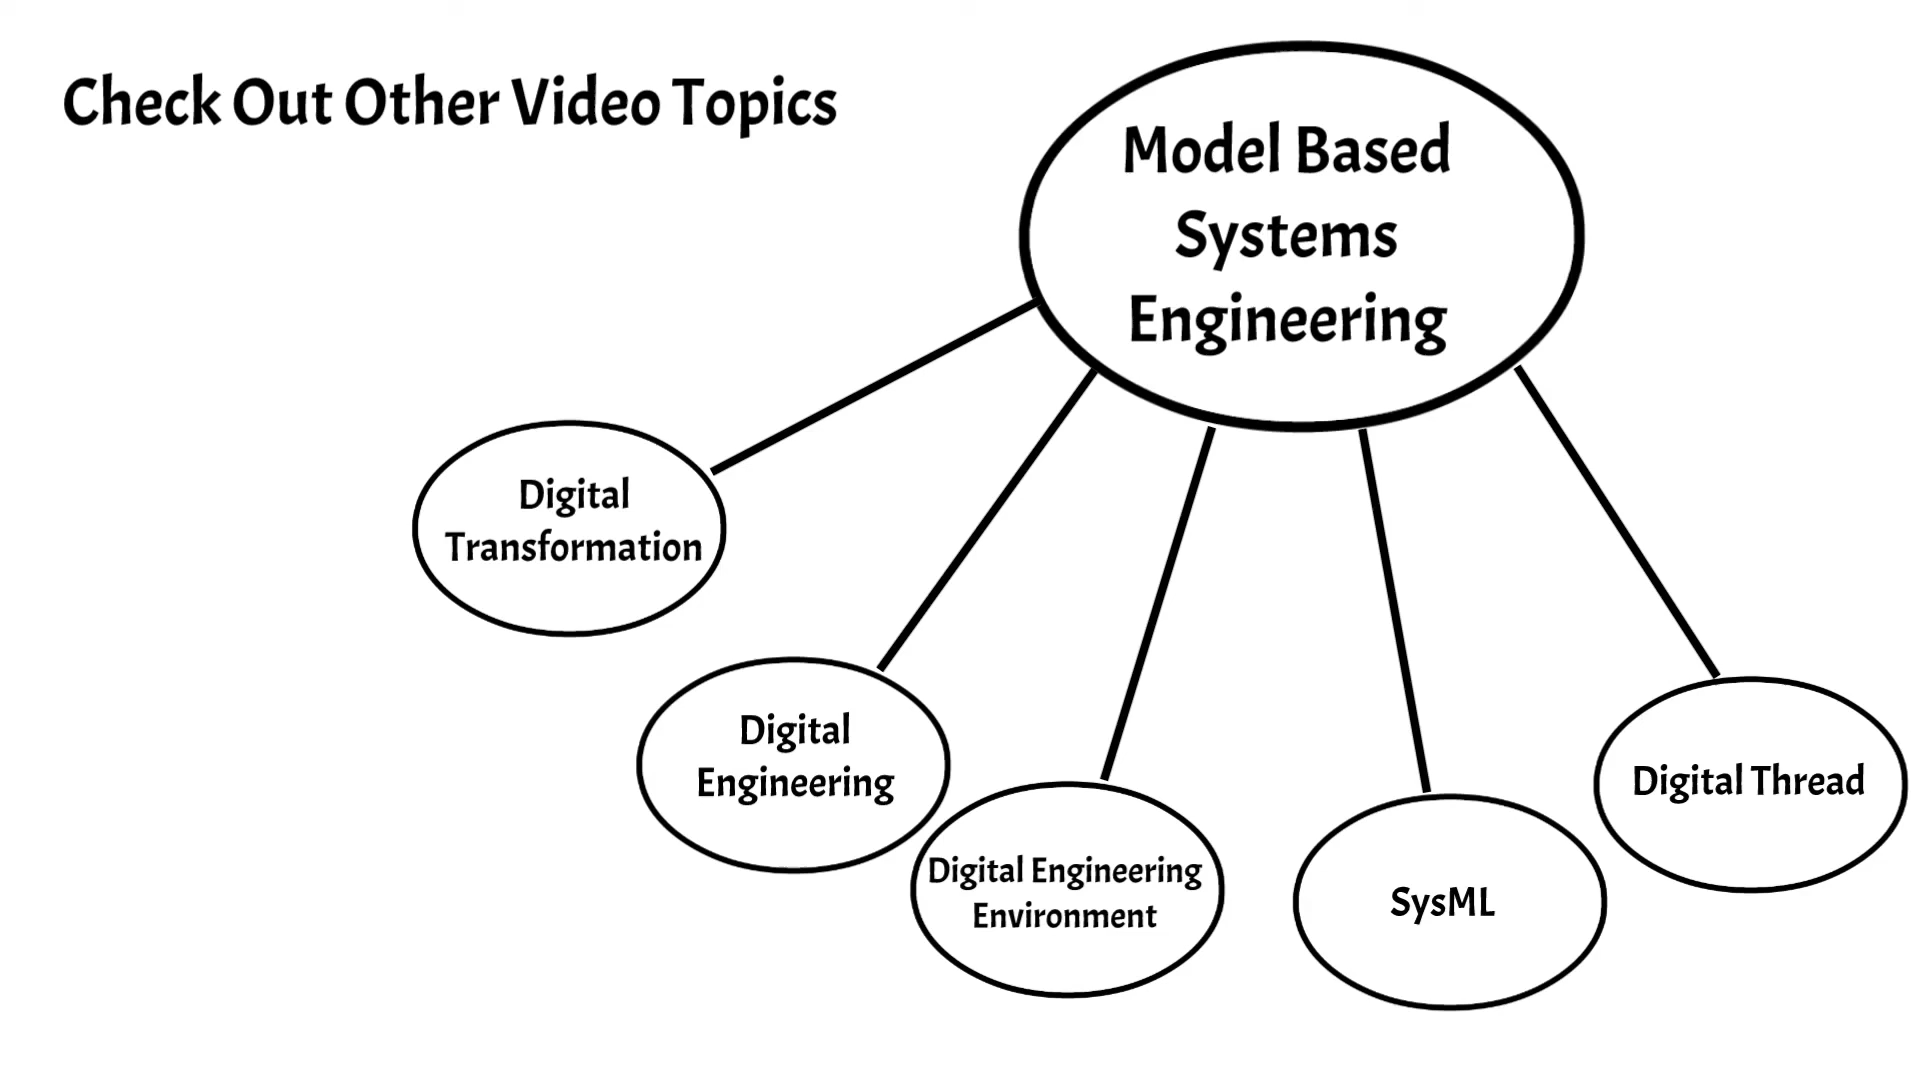 Check Out Other Video Topics
Model Based
Systems
Engineering
Digital
Transformation
Digital
Engineering
Digital Engineering
Environment
SysML
Digital Thread